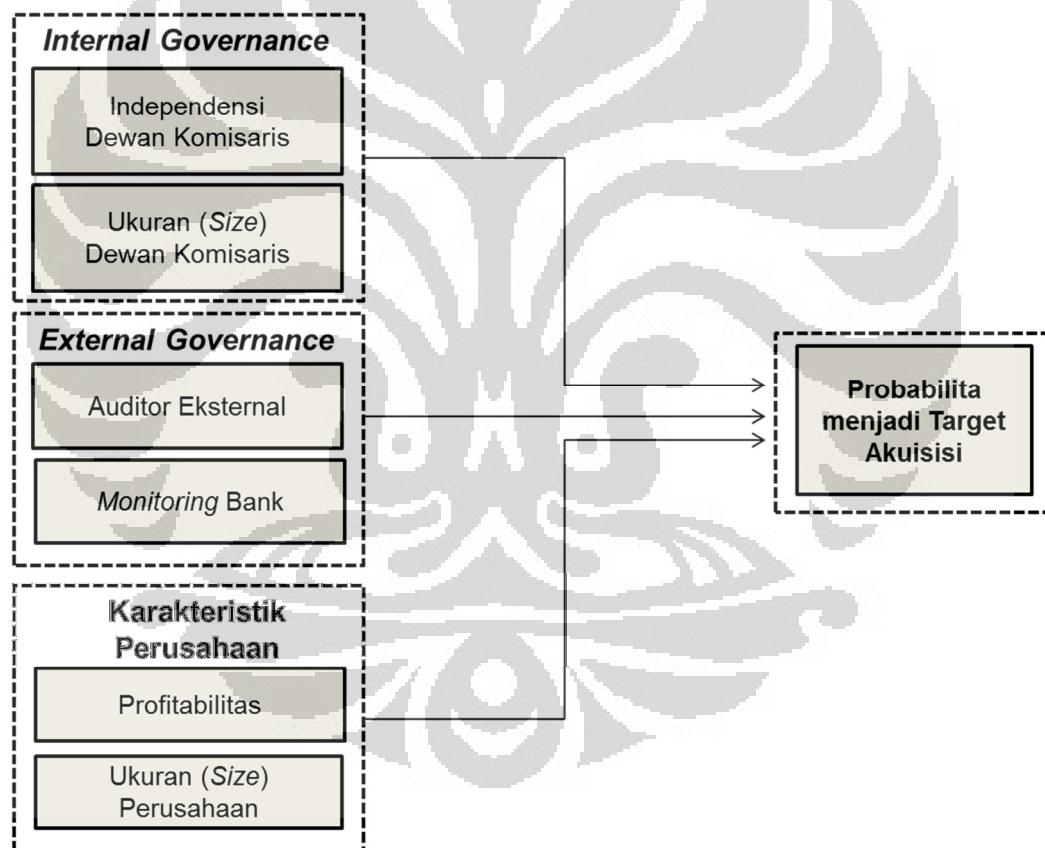 Internal Governance
Independensi
Dewan Komisaris
Ukuran (Size)
Dewan Komisaris
External Governance
Auditor Eksternal
Monitoring Bank
Karakteristik
Perusahaan
Profitabilitas
Ukuran (Size)
Perusahaan
Probabilita
menjadi Target
Akuisisi